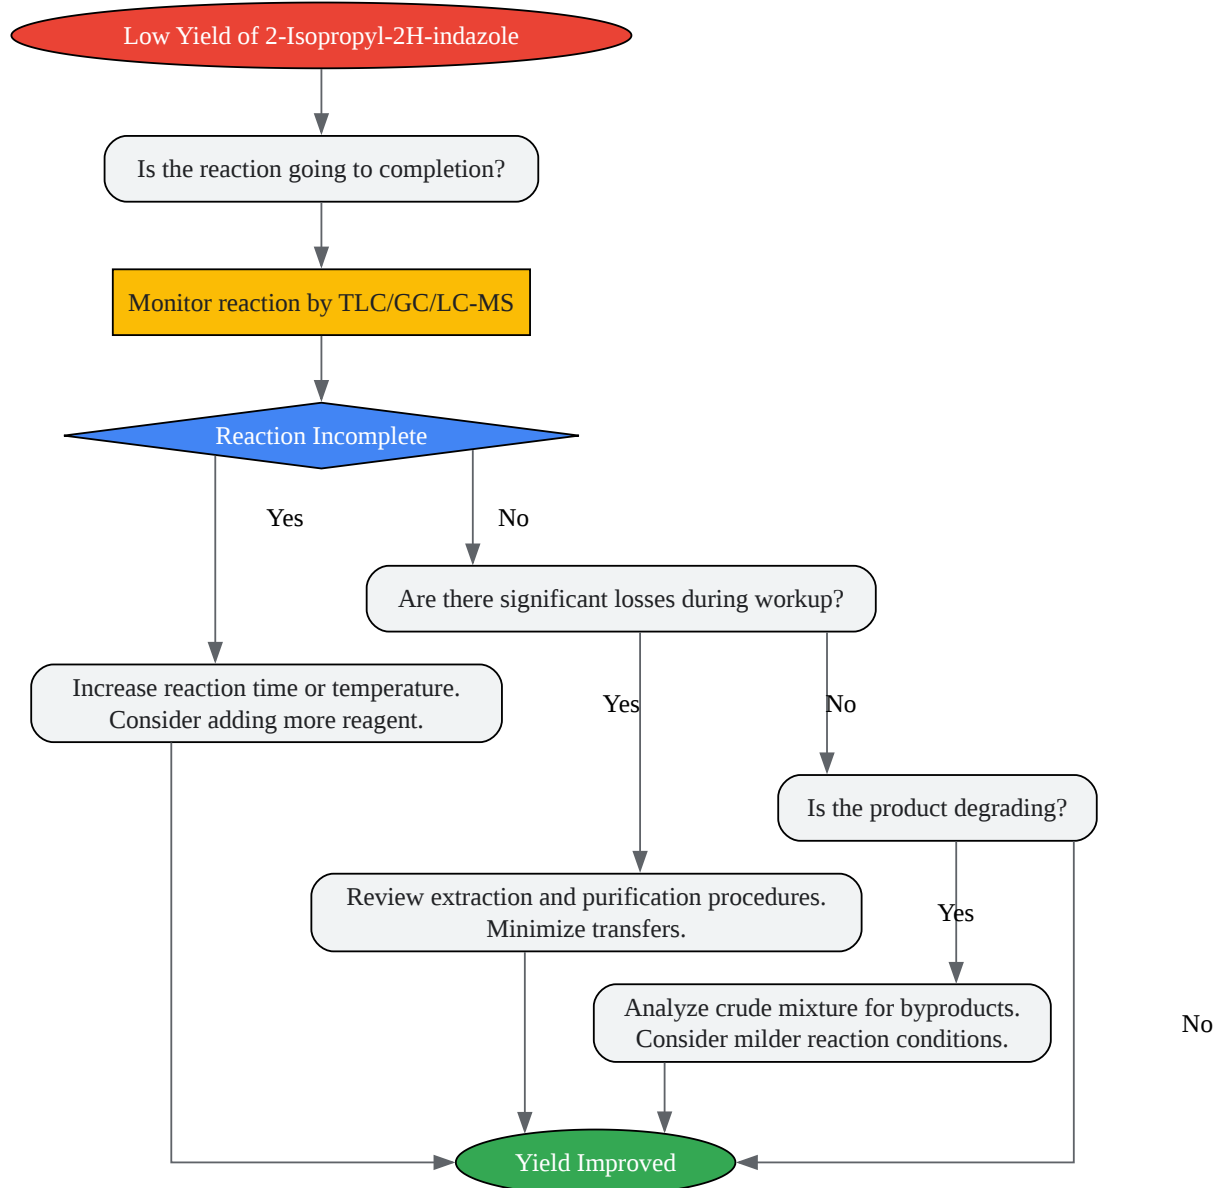 Low Yield of 2-Isopropyl-2H-indazole
Is the reaction going to completion?
Monitor reaction by TLC/GC/LC-MS
Reaction Incomplete
Yes
No
Are there significant losses during workup?
Increase reaction time or temperature.
Consider adding more reagent.
Yes
No
Is the product degrading?
Review extraction and purification procedures.
Minimize transfers.
Yes
Analyze crude mixture for byproducts.
Consider milder reaction conditions.
No
Yield Improved